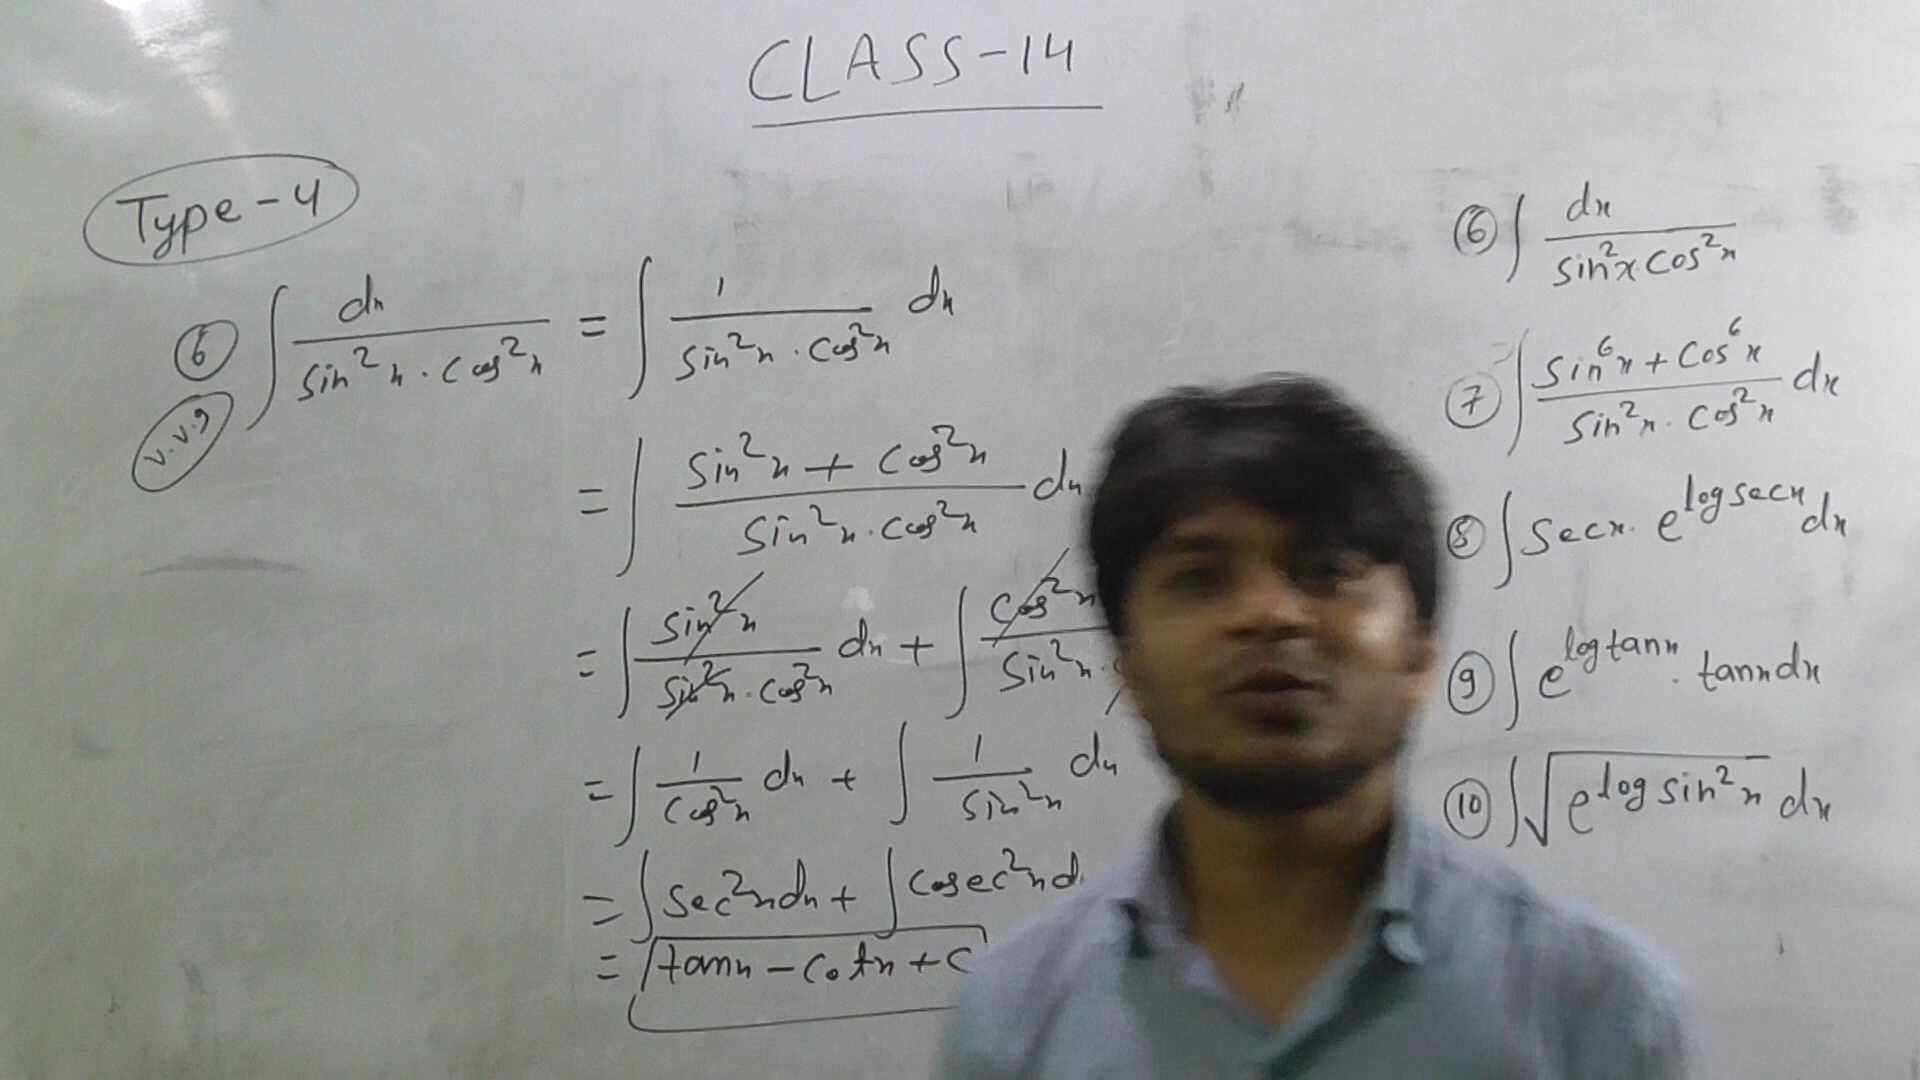 CLASS-14
Type-4
⑥ ∫ dx / sin²x · cos²x = ∫ 1 / sin²x · cos²x dx
v.v.g
= ∫ sin²x + cos²x / sin²x · cos²x dx
= ∫ sin²x / sin²x · cos²x dx + ∫ cos²x / sin²x ·
= ∫ 1 / cos²x dx + ∫ 1 / sin²x dx
= ∫ sec²x dx + ∫ cosec²x d
= tanx - cotx + c
⑥ ∫ dx / sin²x · cos²x
⑦ ∫ sin⁶x + cos⁶x / sin²x · cos²x dx
⑧ ∫ secx · e^log secx dx
⑨ ∫ e^log tanx · tanx dx
⑩ ∫ √e^log sin²x dx